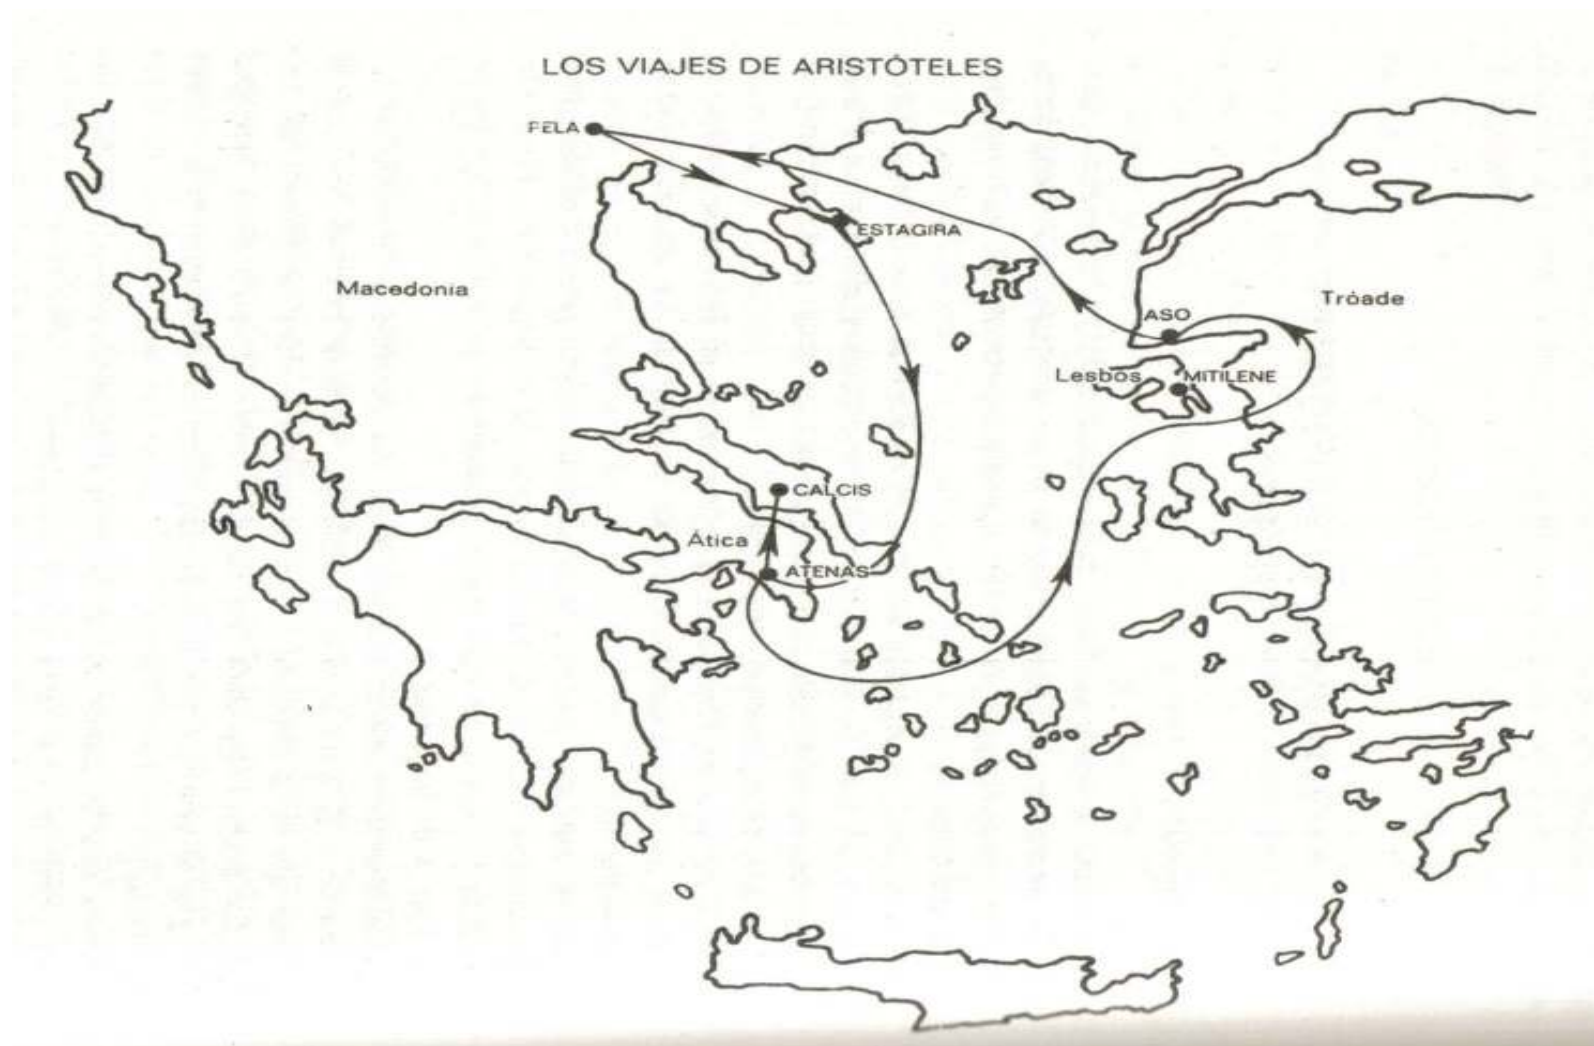 LOS VIAJES DE ARISTÓTELES
PELA
ESTAGIRA
Macedonia
Tróade
ASO
Lesbos
MITILENE
CALCIS
Ática
ATENAS